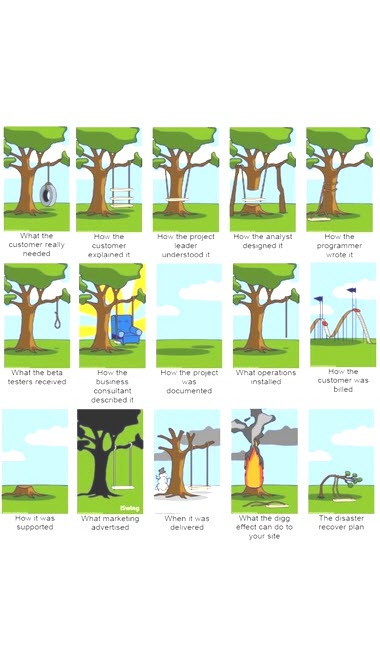 What the
customer really
needed
How the
customer
explained it
How the project
leader
understood it
How the analyst
designed it
How the
programmer
wrote it
What the beta
testers received
How the
business
consultant
described it
How the project
was
documented
What operations
installed
How the
customer was
billed
How it was
supported
iSwing
What marketing
advertised
When it was
delivered
What the digg
effect can do to
your site
The disaster
recover plan